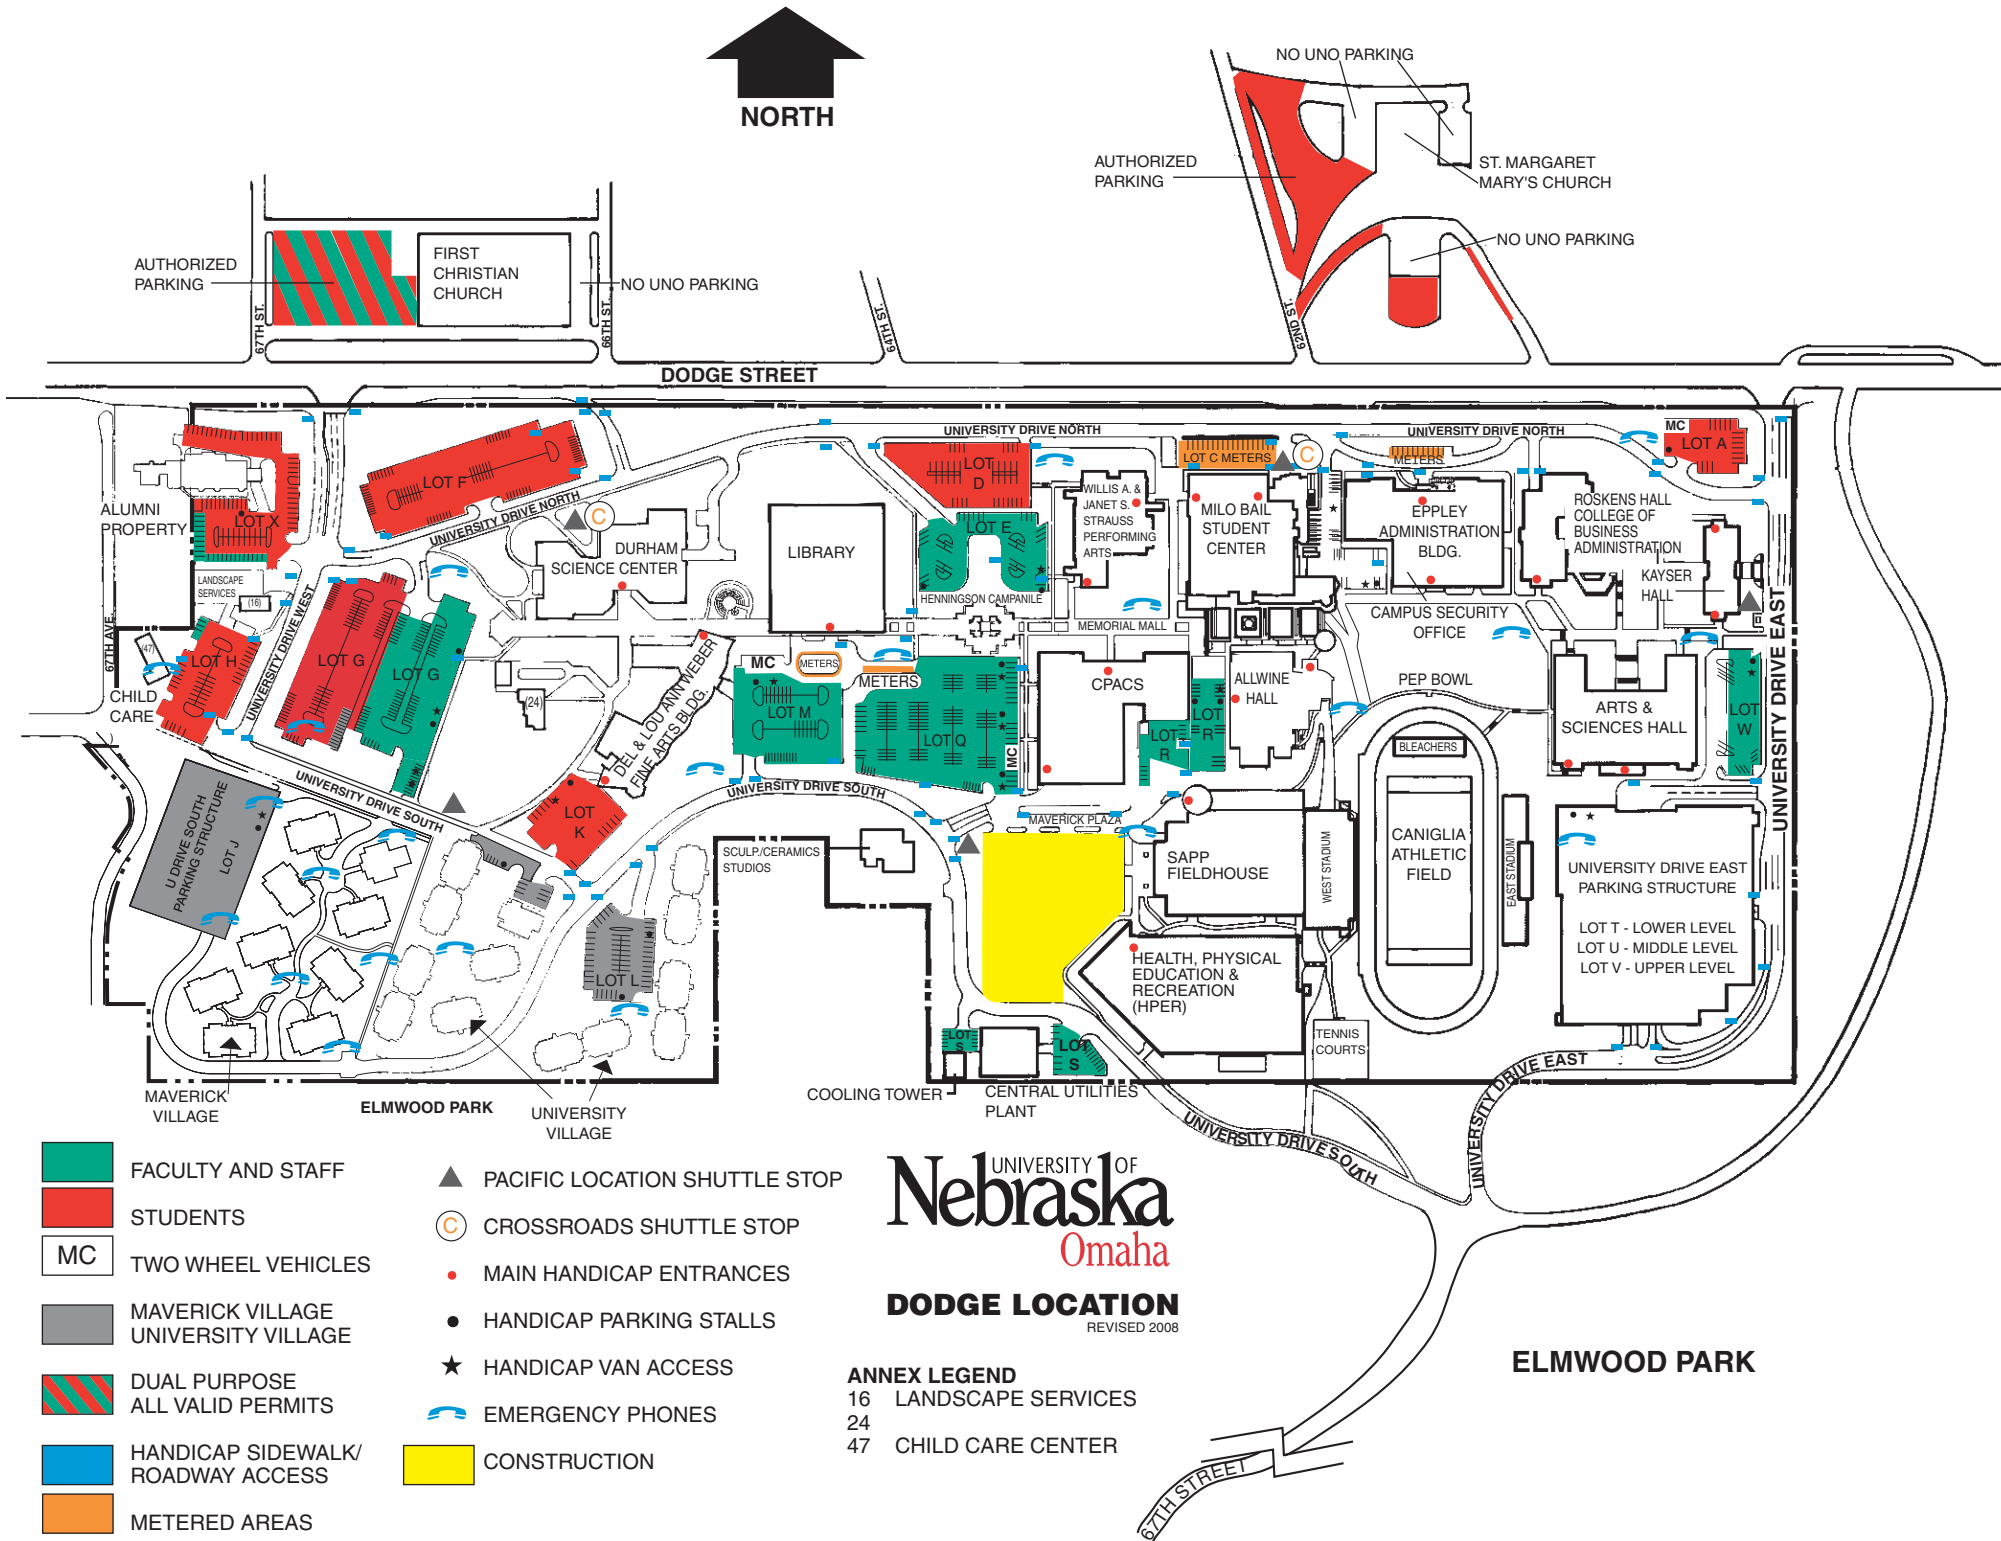 NORTH
NO UNO PARKING
AUTHORIZED
PARKING
ST. MARGARET
MARY'S CHURCH
NO UNO PARKING
AUTHORIZED
PARKING
FIRST
CHRISTIAN
CHURCH
NO UNO PARKING
67TH ST.
66TH ST.
64TH ST.
62ND ST.
DODGE STREET
UNIVERSITY DRIVE NORTH
UNIVERSITY DRIVE NORTH
MC
LOT A
LOT C METERS
C
METERS
LOT F
LOT
D
ALUMNI
PROPERTY
LOT X
UNIVERSITY DRIVE NORTH
C
DURHAM
SCIENCE CENTER
LIBRARY
LOT E
WILLIS A. &
JANET S.
STRAUSS
PERFORMING
ARTS
MILO BAIL
STUDENT
CENTER
EPPLEY
ADMINISTRATION
BLDG.
ROSKENS HALL
COLLEGE OF
BUSINESS
ADMINISTRATION
KAYSER
HALL
LANDSCAPE
SERVICES
(16)
HENNINGSON CAMPANILE
CAMPUS SECURITY
OFFICE
MEMORIAL MALL
67TH AVE.
(47)
LOT H
UNIVERSITY DRIVE WEST
LOT G
LOT G
CHILD
CARE
(24)
DEL & LOU ANN WEBER
FINE ARTS BLDG.
MC
METERS
METERS
LOT M
LOT Q
MC
CPACS
LOT
R
LOT
R
ALLWINE
HALL
PEP BOWL
BLEACHERS
ARTS &
SCIENCES HALL
LOT
W
UNIVERSITY DRIVE EAST
UNIVERSITY DRIVE SOUTH
UNIVERSITY DRIVE SOUTH
U DRIVE SOUTH
PARKING STRUCTURE
LOT J
LOT
K
SCULP./CERAMICS
STUDIOS
MAVERICK PLAZA
SAPP
FIELDHOUSE
WEST STADIUM
CANIGLIA
ATHLETIC
FIELD
EAST STADIUM
UNIVERSITY DRIVE EAST
PARKING STRUCTURE
LOT T - LOWER LEVEL
LOT U - MIDDLE LEVEL
LOT V - UPPER LEVEL
LOT L
HEALTH, PHYSICAL
EDUCATION &
RECREATION
(HPER)
TENNIS
COURTS
LOT
S
LOT
S
COOLING TOWER
CENTRAL UTILITIES
PLANT
UNIVERSITY DRIVE EAST
UNIVERSITY DRIVE EAST
UNIVERSITY DRIVE SOUTH
MAVERICK
VILLAGE
ELMWOOD PARK
UNIVERSITY
VILLAGE
FACULTY AND STAFF
STUDENTS
MC
TWO WHEEL VEHICLES
MAVERICK VILLAGE
UNIVERSITY VILLAGE
DUAL PURPOSE
ALL VALID PERMITS
HANDICAP SIDEWALK/
ROADWAY ACCESS
METERED AREAS
PACIFIC LOCATION SHUTTLE STOP
C
CROSSROADS SHUTTLE STOP
MAIN HANDICAP ENTRANCES
HANDICAP PARKING STALLS
HANDICAP VAN ACCESS
EMERGENCY PHONES
CONSTRUCTION
UNIVERSITY OF
Nebraska
Omaha
DODGE LOCATION
REVISED 2008
ANNEX LEGEND
16 LANDSCAPE SERVICES
24
47 CHILD CARE CENTER
ELMWOOD PARK
67TH STREET